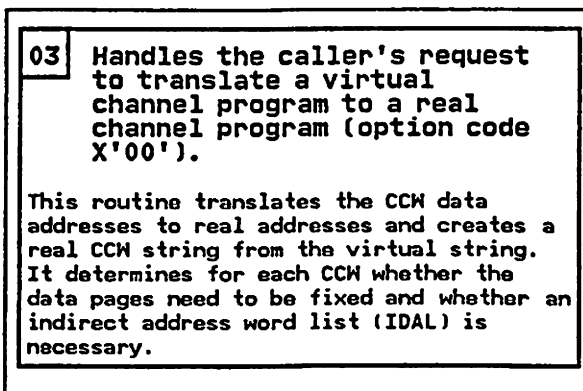 03 Handles the caller's request
to translate a virtual
channel program to a real
channel program (option code
X'00').
This routine translates the CCW data
addresses to real addresses and creates a
real CCW string from the virtual string.
It determines for each CCW whether the
data pages need to be fixed and whether an
indirect address word list (IDAL) is
necessary.